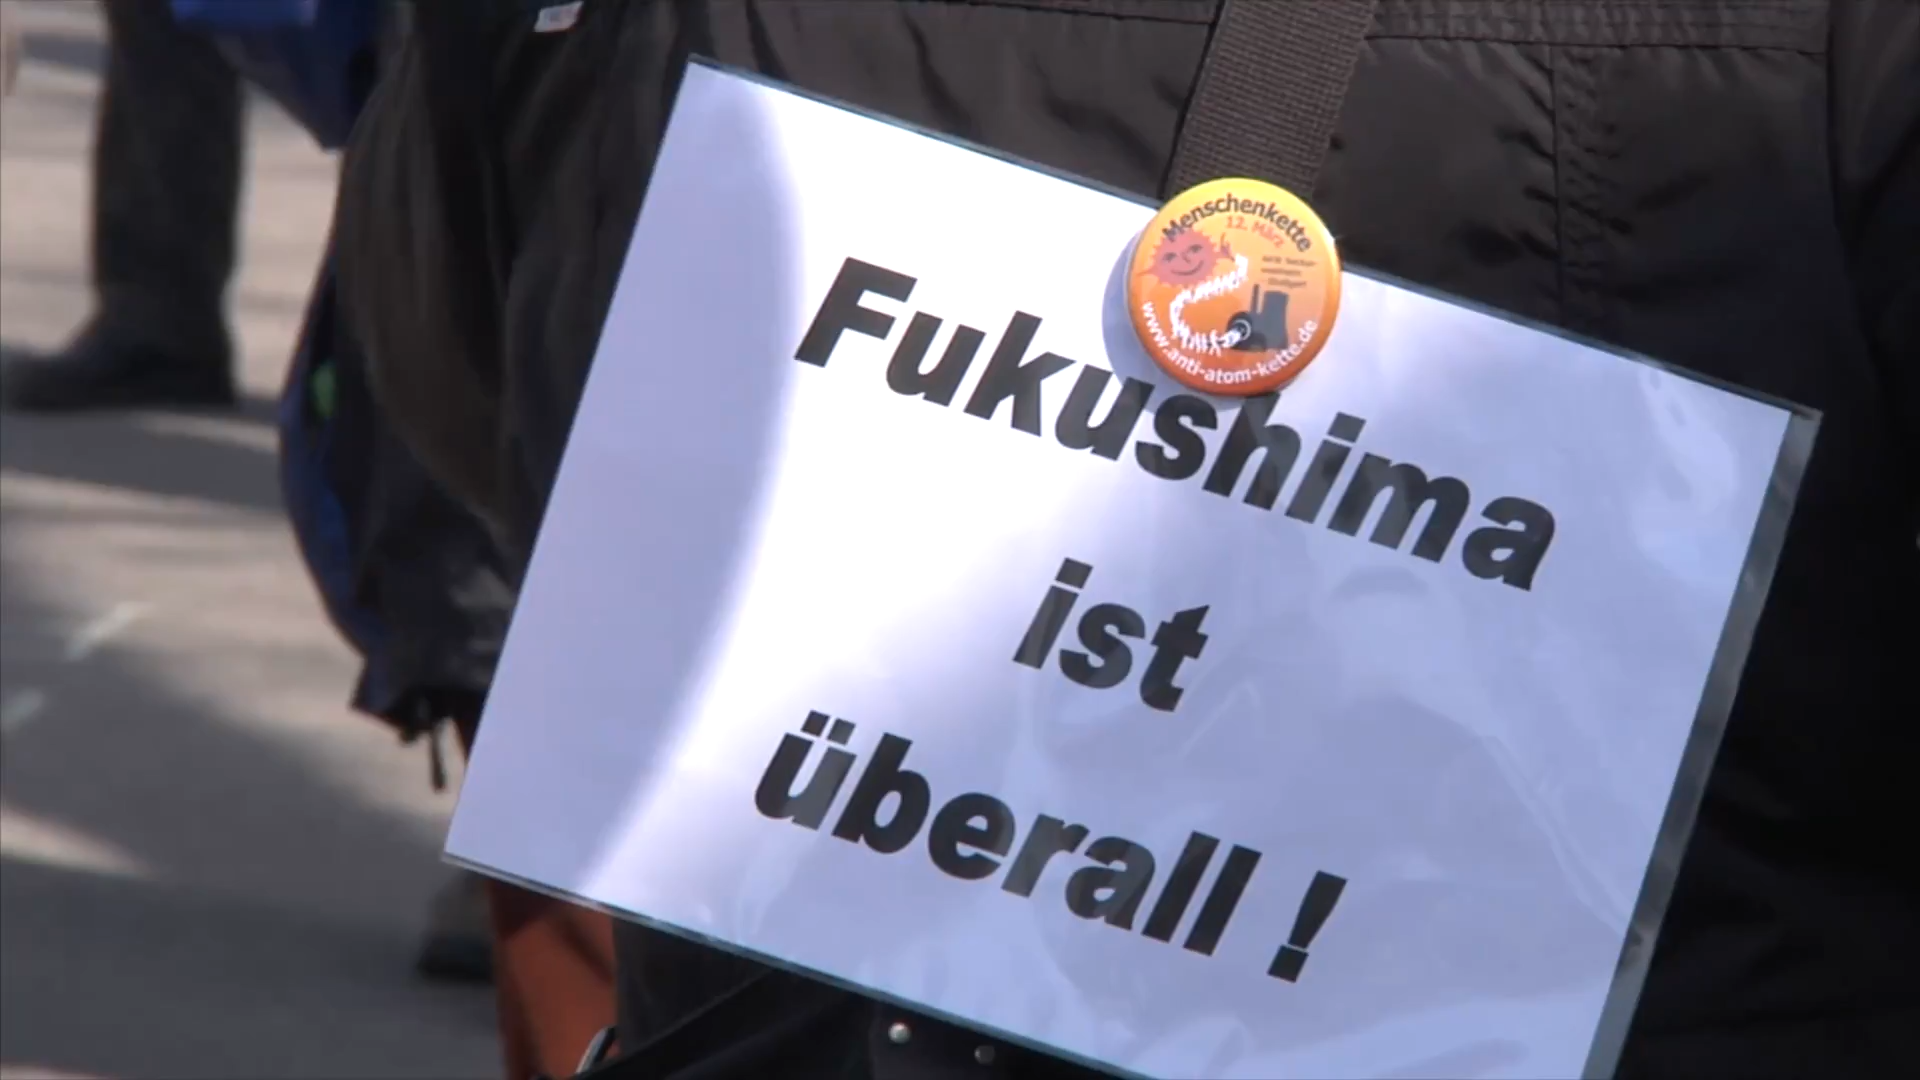 Menschenkette
12. März
www.anti-atom-kette.de
Fukushima
ist
überall !